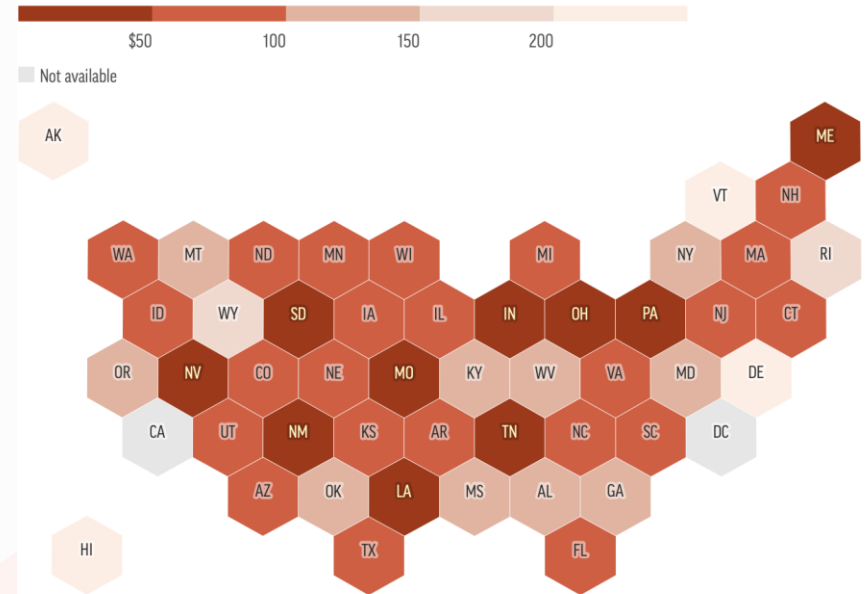 $50 100 150 200
Not available
AK ME
VT NH
WA MT ND MN WI MI NY MA RI
ID WY SD IA IL IN OH PA NJ CT
OR NV CO NE MO KY WV VA MD DE
CA UT NM KS AR TN NC SC DC
AZ OK LA MS AL GA
HI TX FL